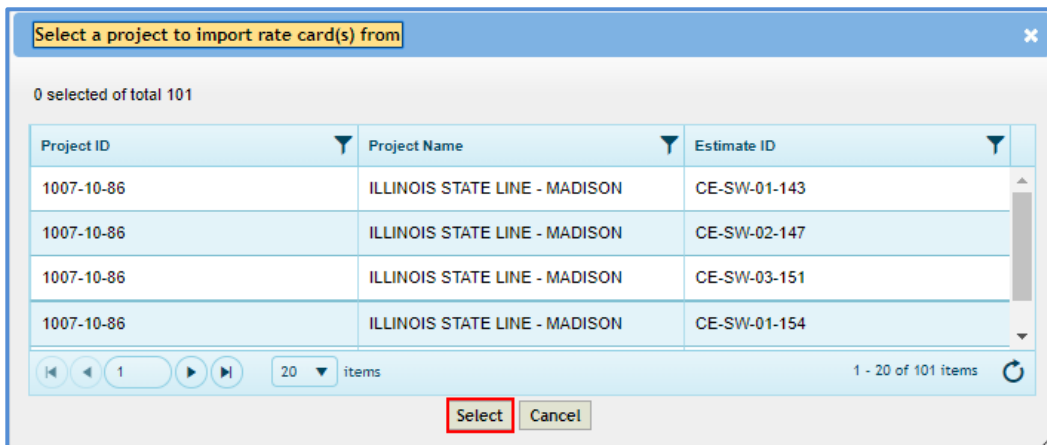 Select a project to import rate card(s) from
0 selected of total 101
Project ID Project Name Estimate ID
1007-10-86 ILLINOIS STATE LINE - MADISON CE-SW-01-143
1007-10-86 ILLINOIS STATE LINE - MADISON CE-SW-02-147
1007-10-86 ILLINOIS STATE LINE - MADISON CE-SW-03-151
1007-10-86 ILLINOIS STATE LINE - MADISON CE-SW-01-154
1 20 items 1 - 20 of 101 items
Select Cancel